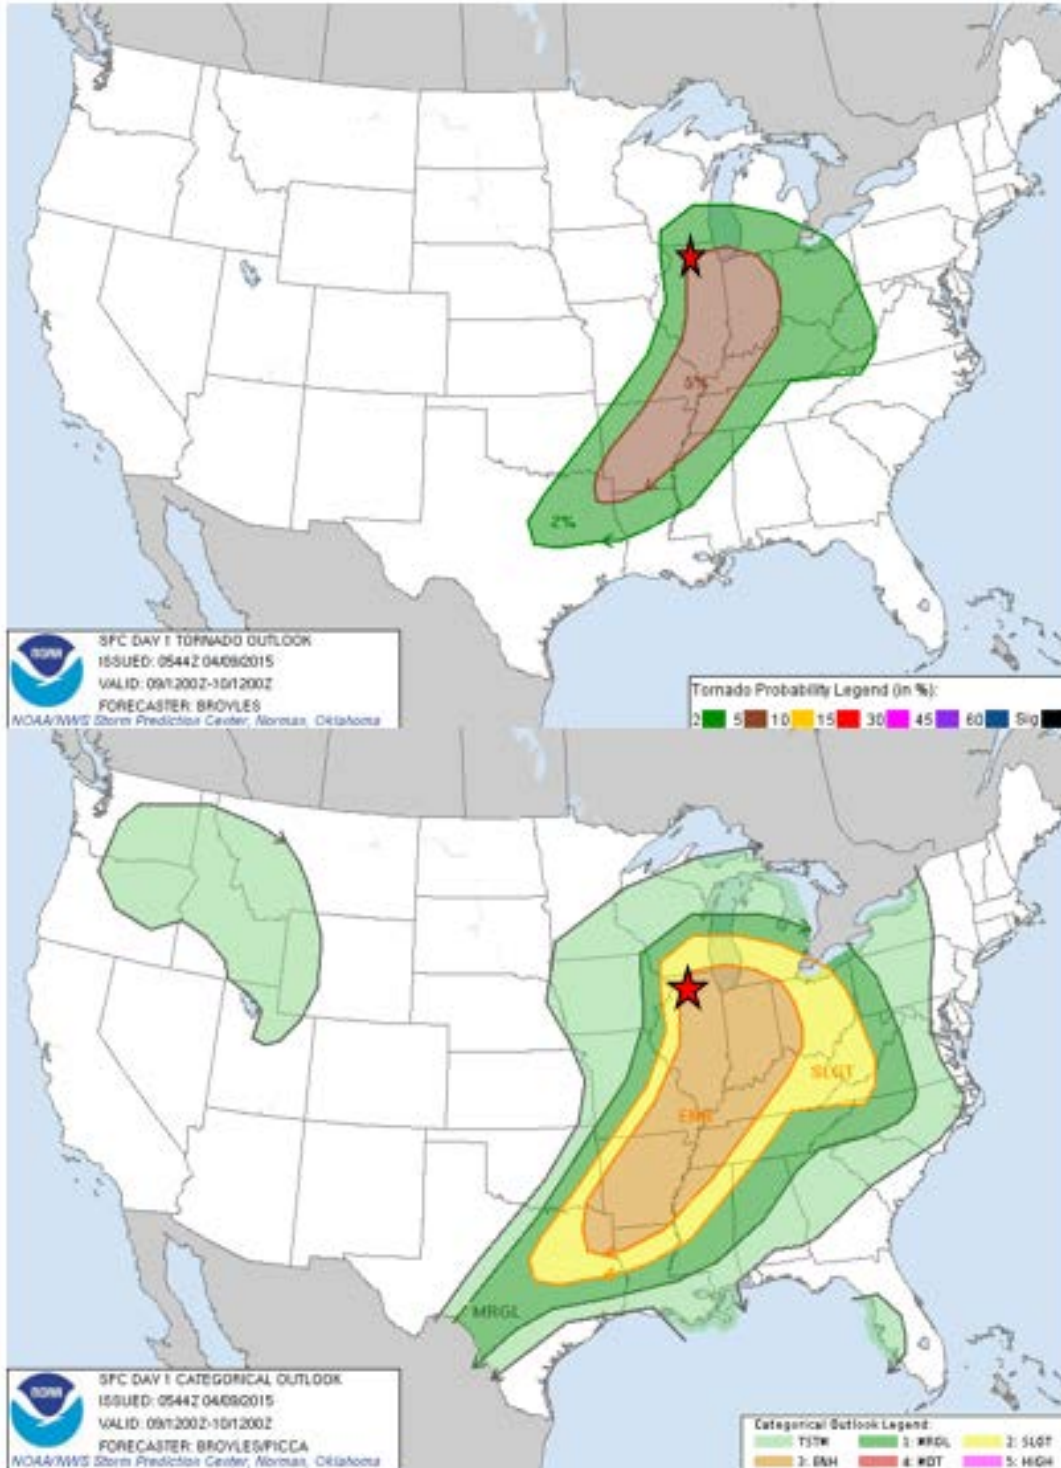 5%
2%
NOAA
SPC DAY 1 TORNADO OUTLOOK
ISSUED: 0544Z 04/09/2015
VALID: 09/1200Z-10/1200Z
FORECASTER: BROYLES
NOAA/NWS Storm Prediction Center, Norman, Oklahoma
Tornado Probability Legend (in %):
2 5 10 15 30 45 60 Sig
SLGT
ENH
MRGL
NOAA
SPC DAY 1 CATEGORICAL OUTLOOK
ISSUED: 0544Z 04/09/2015
VALID: 09/1200Z-10/1200Z
FORECASTER: BROYLES/PICCA
NOAA/NWS Storm Prediction Center, Norman, Oklahoma
Categorical Outlook Legend:
TSTM 1: MRGL 2: SLGT
3: ENH 4: MDT 5: HIGH